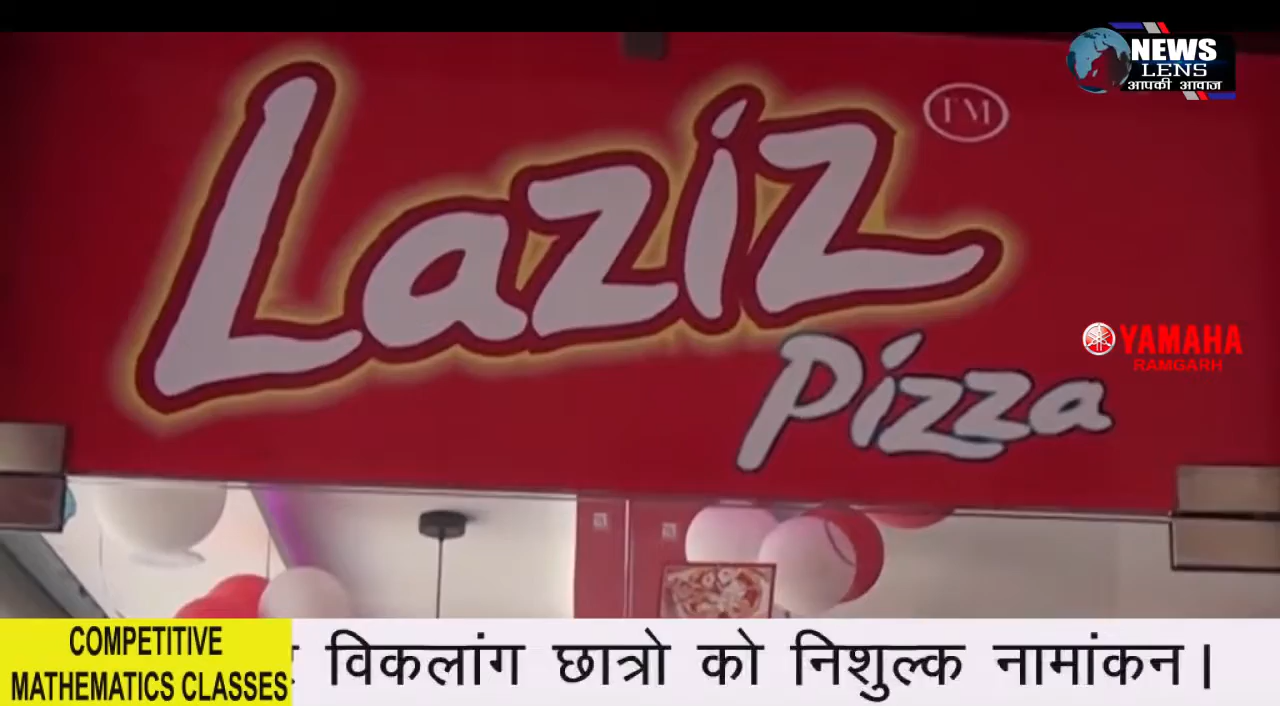 NEWS
LENS
आपकी आवाज
TM
Laziz
Pizza
YAMAHA
RAMGARH
COMPETITIVE
MATHEMATICS CLASSES
विकलांग छात्रो को निशुल्क नामांकन।